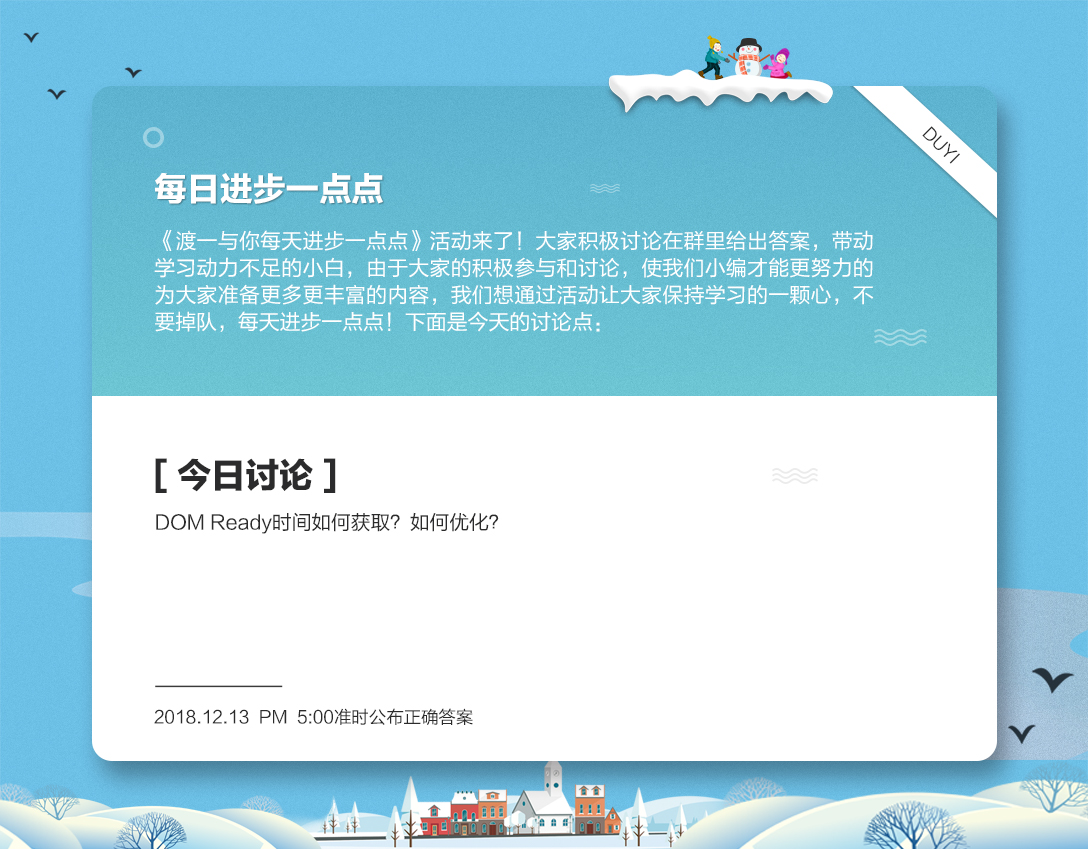 DUYI
每日进步一点点
《渡一与你每天进步一点点》活动来了！大家积极讨论在群里给出答案，带动
学习动力不足的小白，由于大家的积极参与和讨论，使我们小编才能更努力的
为大家准备更多更丰富的内容，我们想通过活动让大家保持学习的一颗心，不
要掉队，每天进步一点点！下面是今天的讨论点：
[ 今日讨论 ]
DOM Ready时间如何获取？如何优化？
2018.12.13 PM 5:00准时公布正确答案